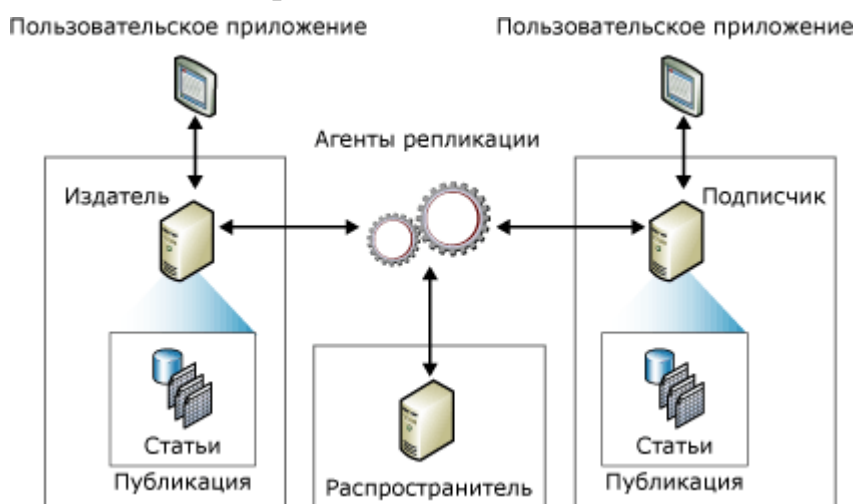 Пользовательское приложение
Пользовательское приложение
Агенты репликации
Издатель
Подписчик
Статьи
Статьи
Публикация
Распространитель
Публикация